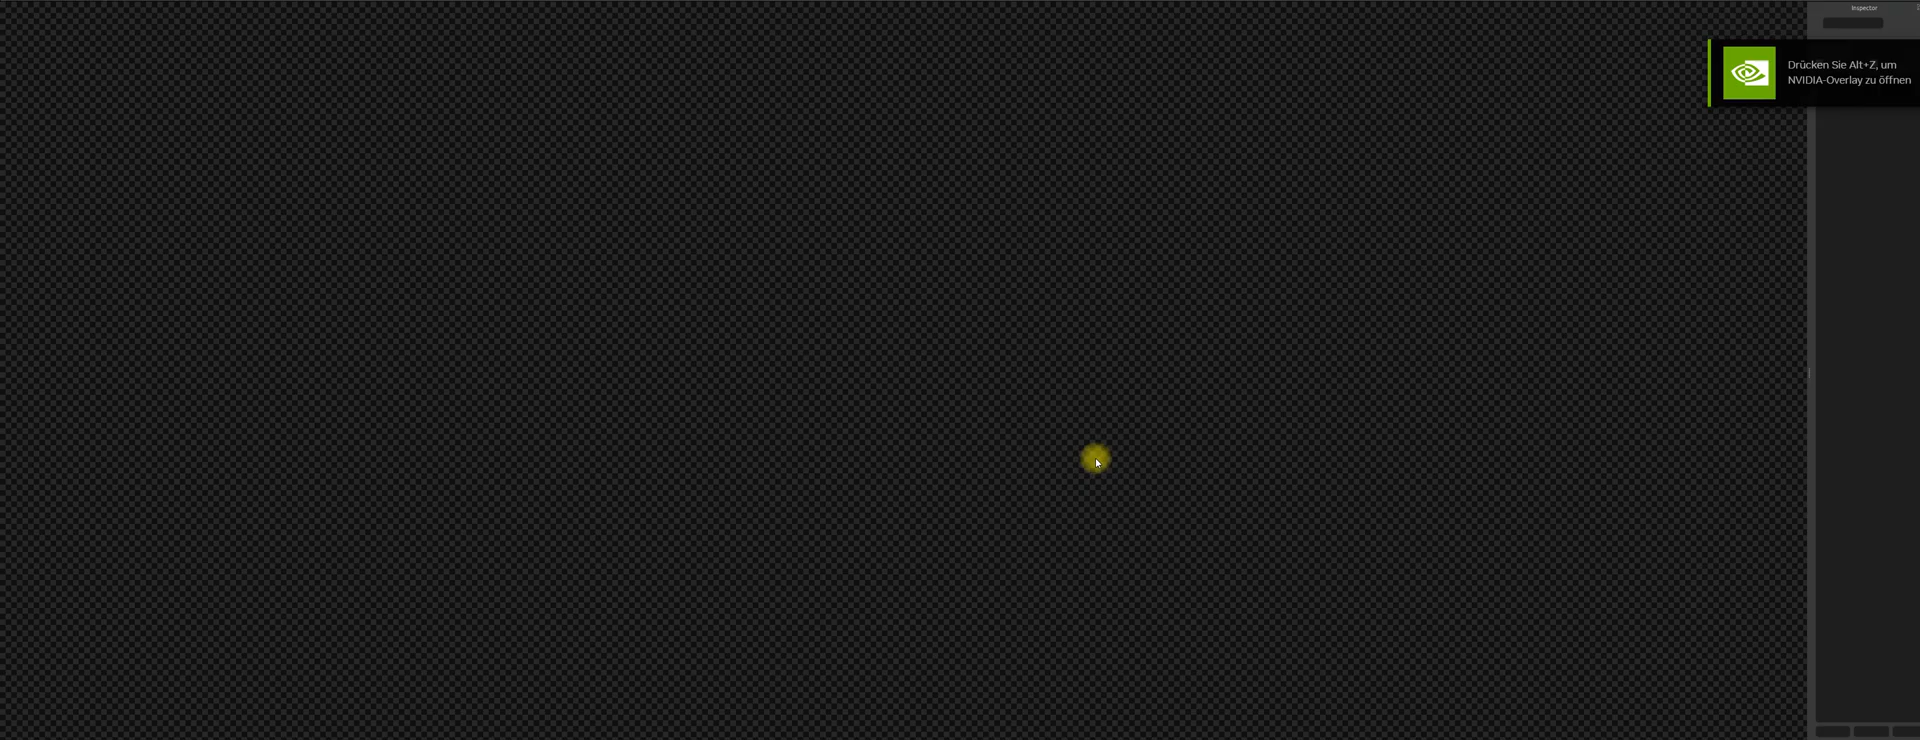 Inspector
Drücken Sie Alt+Z, um
NVIDIA-Overlay zu öffnen